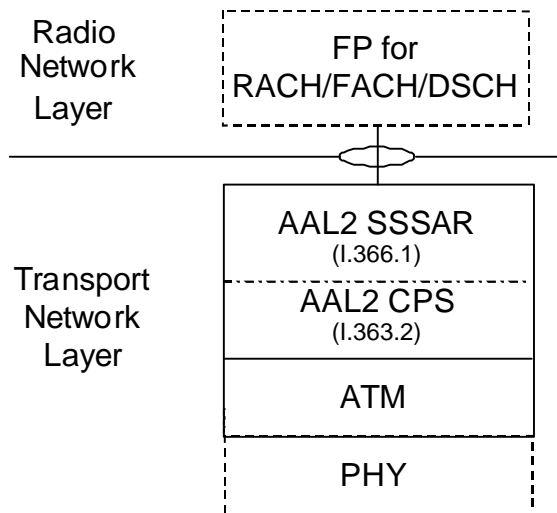 Radio
Network
Layer
FP for
RACH/FACH/DSCH
Transport
Network
Layer
AAL2 SSSAR
(I.366.1)
AAL2 CPS
(I.363.2)
ATM
PHY